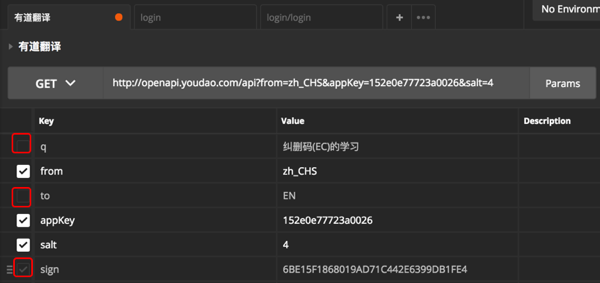 有道翻译 login login/login + ••• No Environm
有道翻译
GET http://openapi.youdao.com/api?from=zh_CHS&appKey=152e0e77723a0026&salt=4 Params
Key Value Description
q 纠删码(EC)的学习
from zh_CHS
to EN
appKey 152e0e77723a0026
salt 4
sign 6BE15F1868019AD71C442E6399DB1FE4